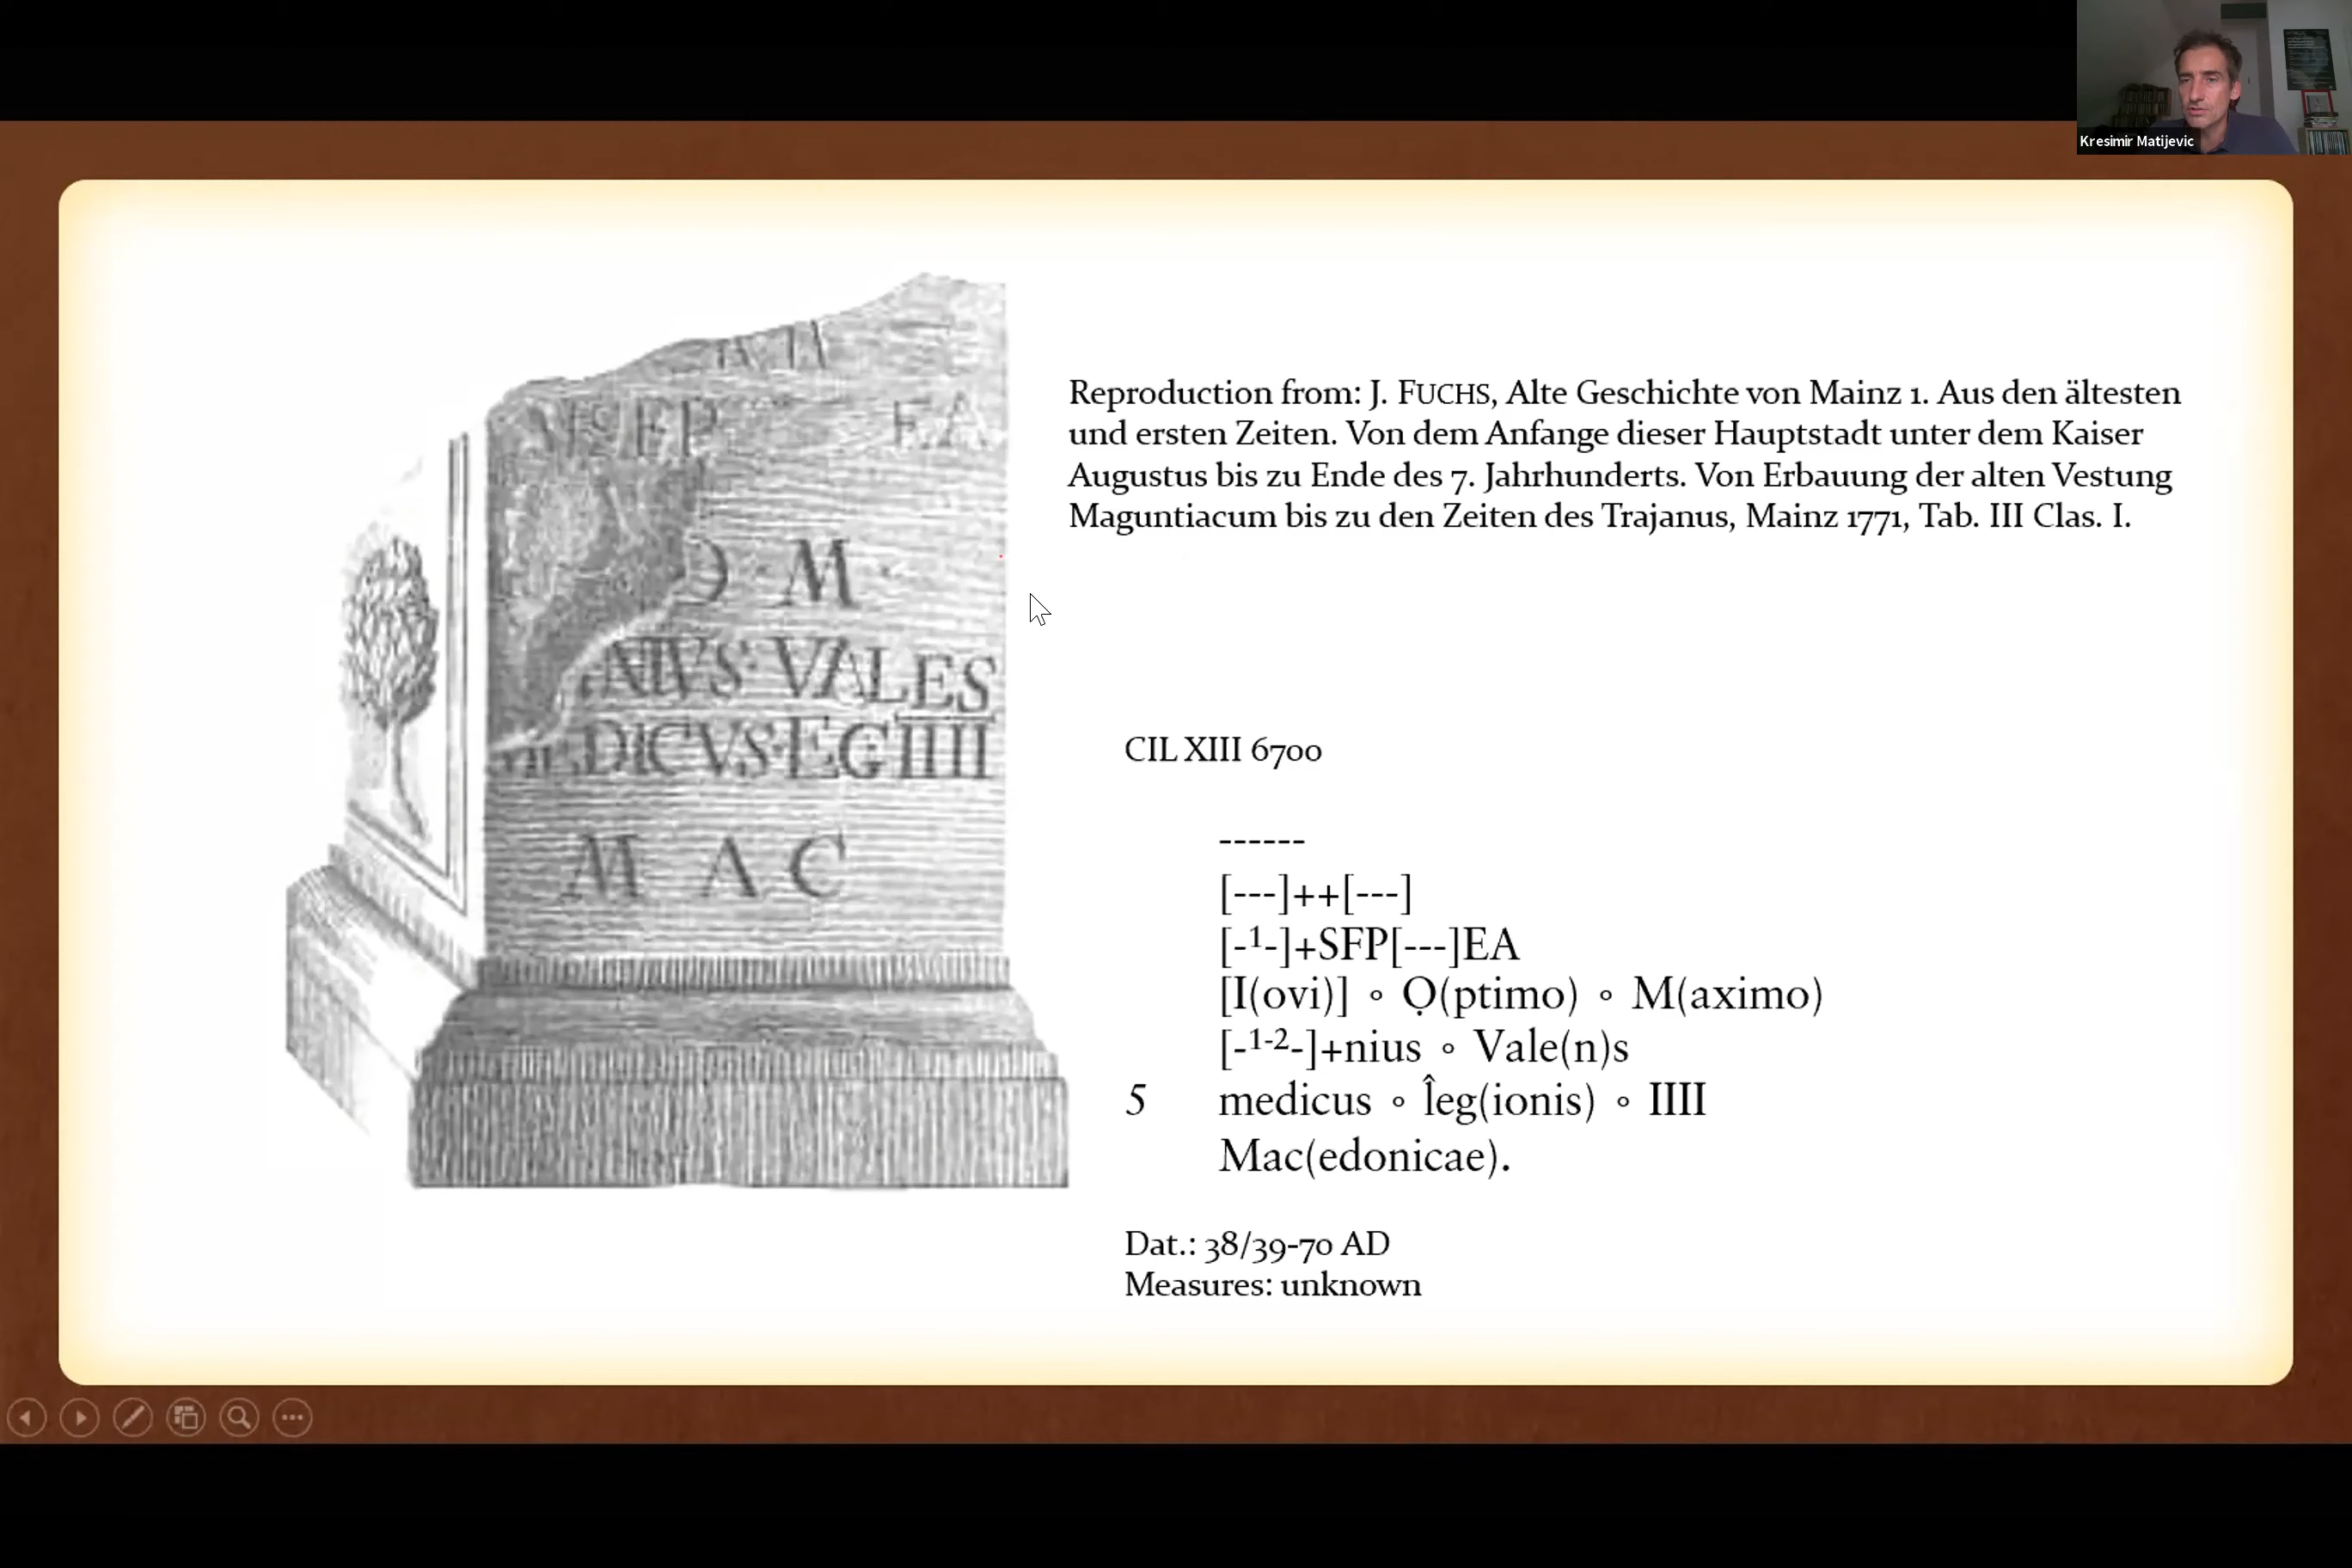 Kresimir Matijevic
Reproduction from: J. FUCHS, Alte Geschichte von Mainz 1. Aus den ältesten
und ersten Zeiten. Von dem Anfange dieser Hauptstadt unter dem Kaiser
Augustus bis zu Ende des 7. Jahrhunderts. Von Erbauung der alten Vestung
Maguntiacum bis zu den Zeiten des Trajanus, Mainz 1771, Tab. III Clas. I.
EA
M
VALES
DICVS EG IIII
M A C
CIL XIII 6700
------
[---]++[---]
[-¹-]+SFP[---]EA
[I(ovi)] ∘ Ọ(ptimo) ∘ M(aximo)
[-¹⁻²-]+nius ∘ Vale(n)s
5 medicus ∘ l̂eg(ionis) ∘ IIII
Mac(edonicae).
Dat.: 38/39-70 AD
Measures: unknown